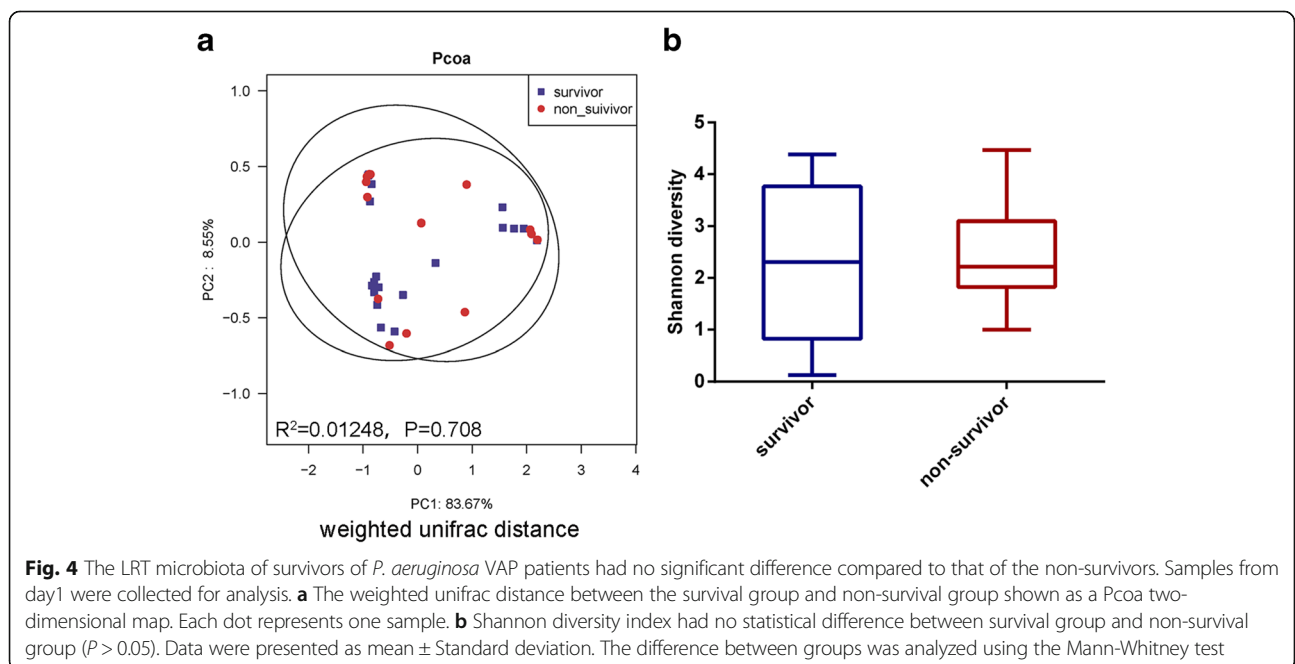 a
Pcoa
survivor
non_suivivor
1.0
0.5
0.0
−0.5
−1.0
PC2 : 8.55%
R²=0.01248, P=0.708
−2 −1 0 1 2 3 4
PC1: 83.67%
weighted unifrac distance
b
5
4
3
2
1
0
Shannon diversity
survivor
non-survivor
Fig. 4 The LRT microbiota of survivors of P. aeruginosa VAP patients had no significant difference compared to that of the non-survivors. Samples from
day1 were collected for analysis. a The weighted unifrac distance between the survival group and non-survival group shown as a Pcoa two-
dimensional map. Each dot represents one sample. b Shannon diversity index had no statistical difference between survival group and non-survival
group (P > 0.05). Data were presented as mean ± Standard deviation. The difference between groups was analyzed using the Mann-Whitney test